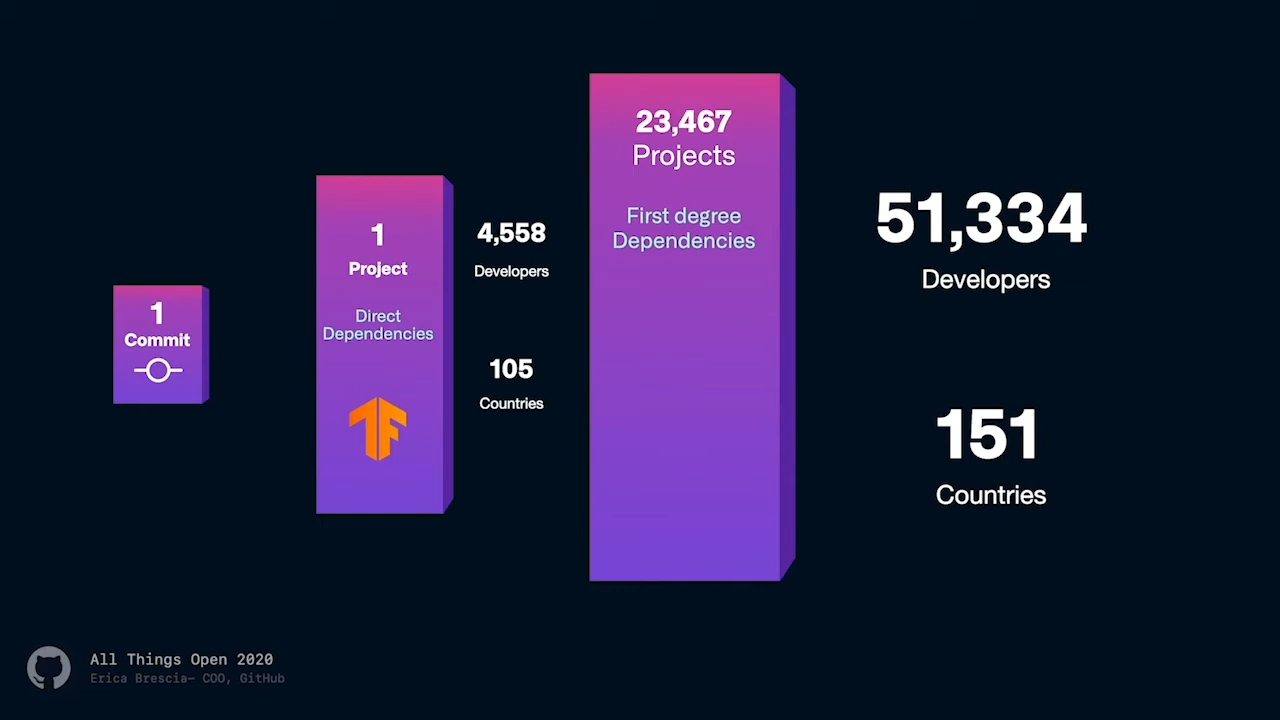 1
Commit
1
Project
Direct
Dependencies
4,558
Developers
105
Countries
23,467
Projects
First degree
Dependencies
51,334
Developers
151
Countries
All Things Open 2020
Erica Brescia- COO, GitHub